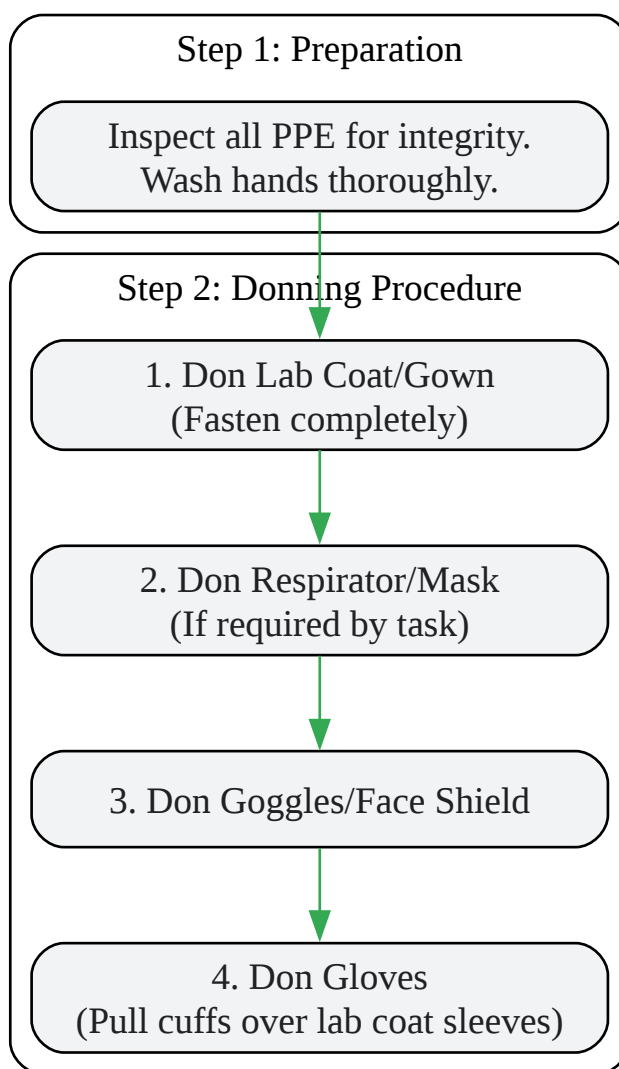 Step 1: Preparation
Inspect all PPE for integrity.
Wash hands thoroughly.
Step 2: Donning Procedure
1. Don Lab Coat/Gown
(Fasten completely)
2. Don Respirator/Mask
(If required by task)
3. Don Goggles/Face Shield
4. Don Gloves
(Pull cuffs over lab coat sleeves)